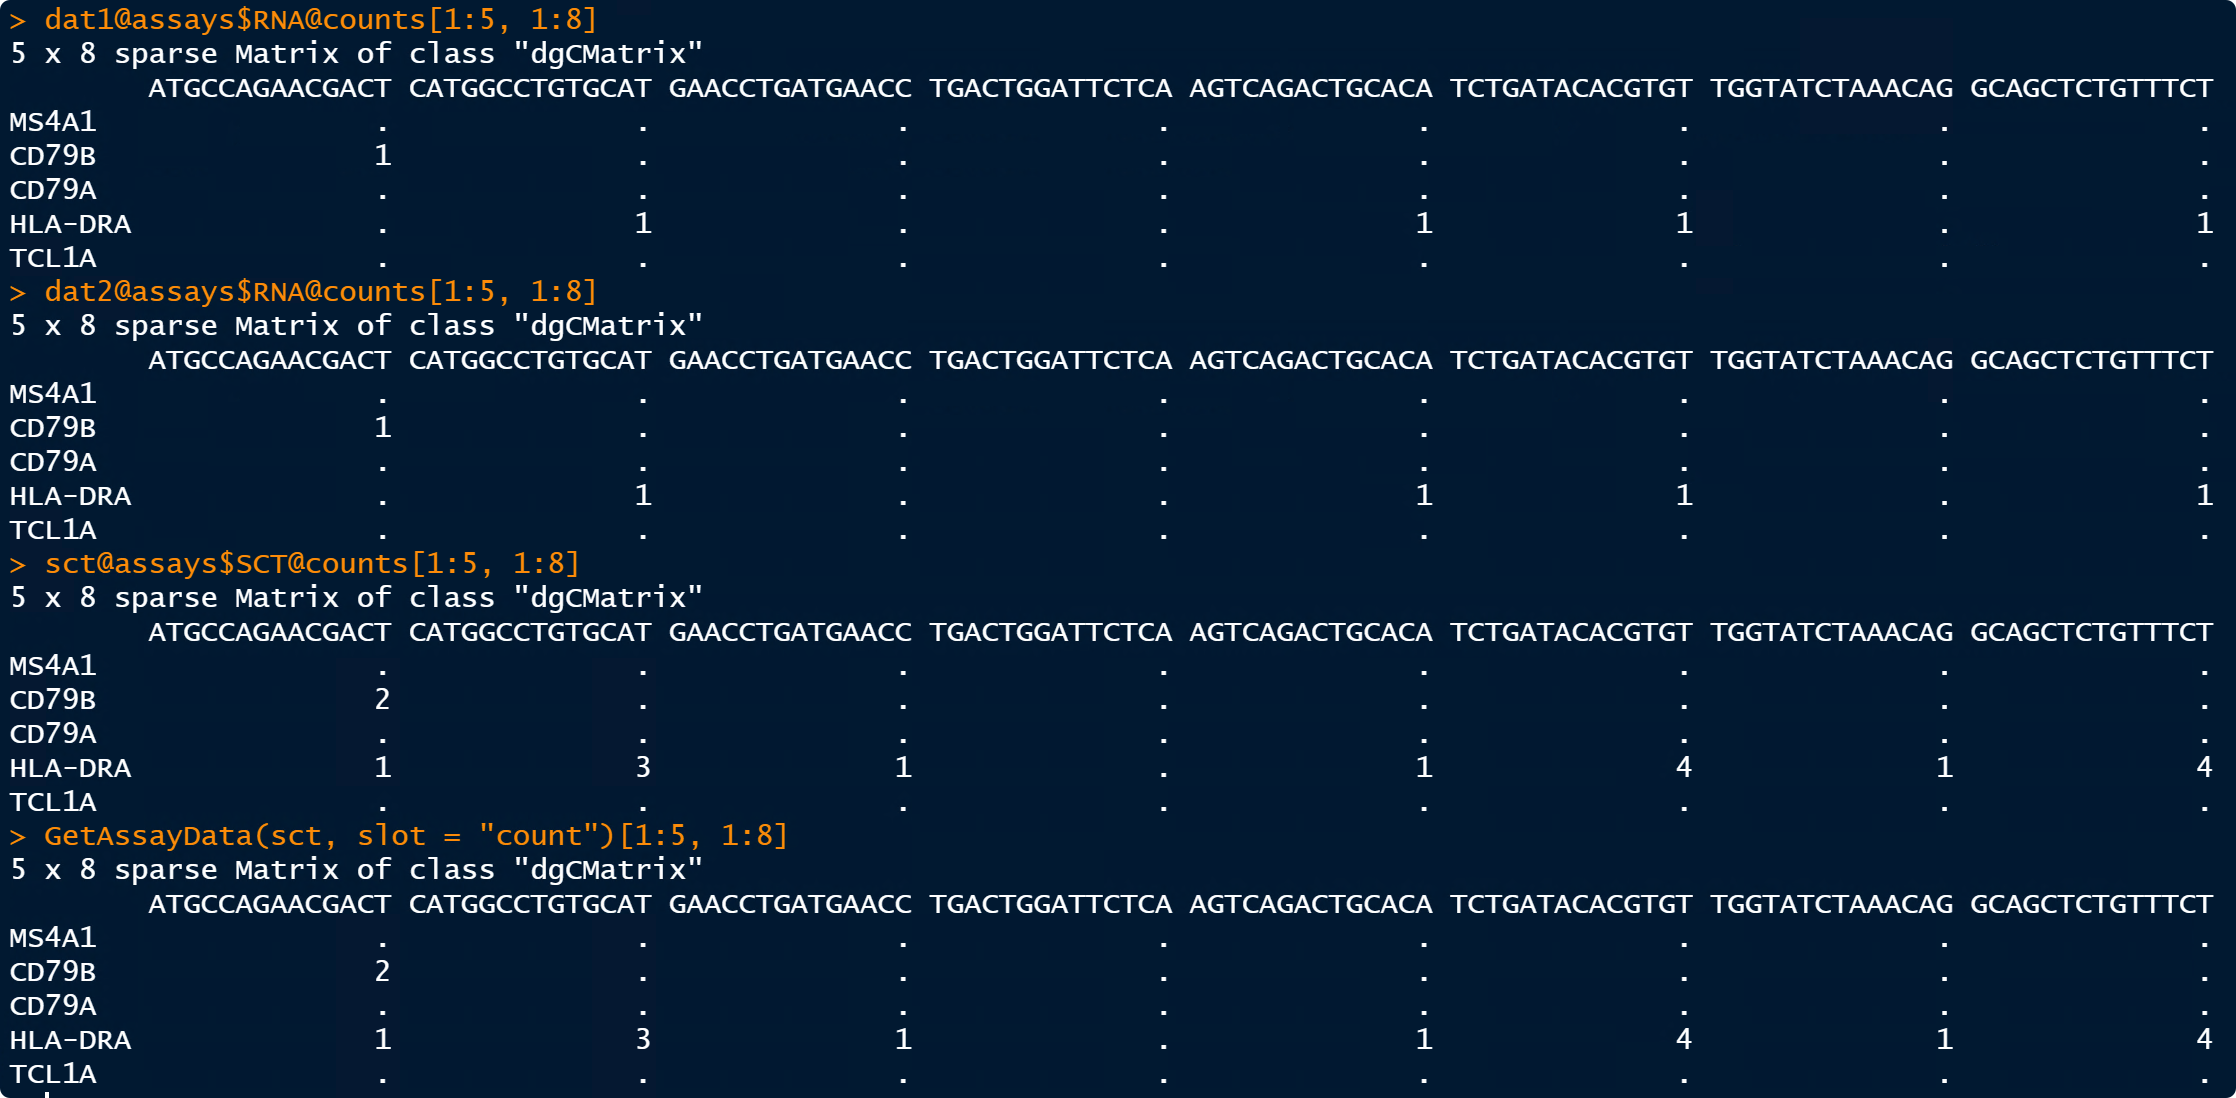 > dat1@assays$RNA@counts[1:5, 1:8]
5 x 8 sparse Matrix of class "dgCMatrix"
        ATGCCAGAACGACT CATGGCCTGTGCAT GAACCTGATGAACC TGACTGGATTCTCA AGTCAGACTGCACA TCTGATACACGTGT TGGTATCTAAACAG GCAGCTCTGTTTCT
MS4A1                .              .              .              .              .              .              .              .
CD79B                1              .              .              .              .              .              .              .
CD79A                .              .              .              .              .              .              .              .
HLA-DRA              .              1              .              .              1              1              .              1
TCL1A                .              .              .              .              .              .              .              .
> dat2@assays$RNA@counts[1:5, 1:8]
5 x 8 sparse Matrix of class "dgCMatrix"
        ATGCCAGAACGACT CATGGCCTGTGCAT GAACCTGATGAACC TGACTGGATTCTCA AGTCAGACTGCACA TCTGATACACGTGT TGGTATCTAAACAG GCAGCTCTGTTTCT
MS4A1                .              .              .              .              .              .              .              .
CD79B                1              .              .              .              .              .              .              .
CD79A                .              .              .              .              .              .              .              .
HLA-DRA              .              1              .              .              1              1              .              1
TCL1A                .              .              .              .              .              .              .              .
> sct@assays$SCT@counts[1:5, 1:8]
5 x 8 sparse Matrix of class "dgCMatrix"
        ATGCCAGAACGACT CATGGCCTGTGCAT GAACCTGATGAACC TGACTGGATTCTCA AGTCAGACTGCACA TCTGATACACGTGT TGGTATCTAAACAG GCAGCTCTGTTTCT
MS4A1                .              .              .              .              .              .              .              .
CD79B                2              .              .              .              .              .              .              .
CD79A                .              .              .              .              .              .              .              .
HLA-DRA              1              3              1              .              1              4              1              4
TCL1A                .              .              .              .              .              .              .              .
> GetAssayData(sct, slot = "count")[1:5, 1:8]
5 x 8 sparse Matrix of class "dgCMatrix"
        ATGCCAGAACGACT CATGGCCTGTGCAT GAACCTGATGAACC TGACTGGATTCTCA AGTCAGACTGCACA TCTGATACACGTGT TGGTATCTAAACAG GCAGCTCTGTTTCT
MS4A1                .              .              .              .              .              .              .              .
CD79B                2              .              .              .              .              .              .              .
CD79A                .              .              .              .              .              .              .              .
HLA-DRA              1              3              1              .              1              4              1              4
TCL1A                .              .              .              .              .              .              .              .